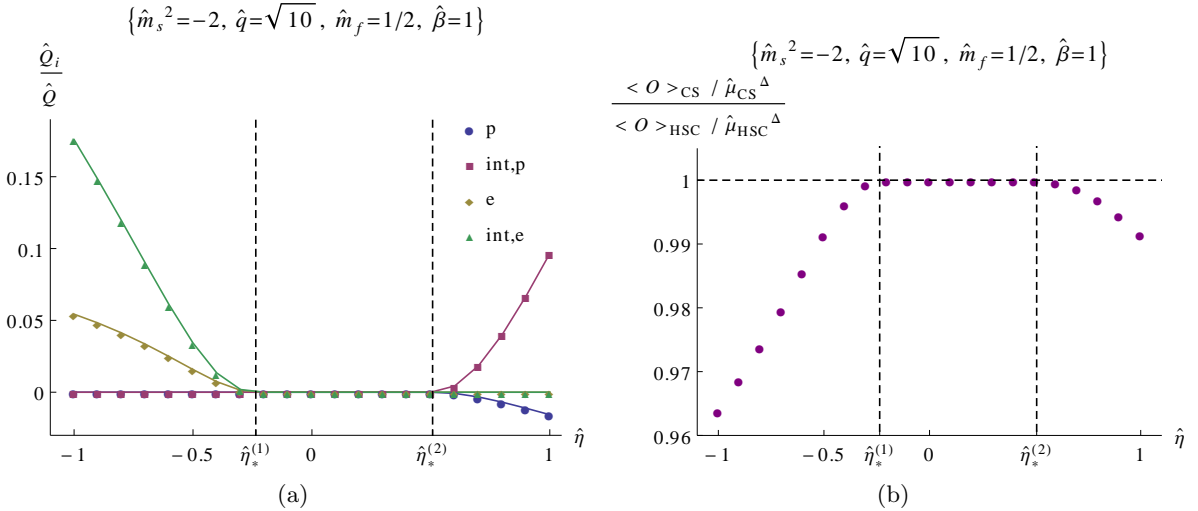 {m̂_s²=−2, q̂=√10, m̂_f=1/2, β̂=1}
Q̂_i
Q̂
p
int,p
e
int,e
0.15
0.1
0.05
0
−1
−0.5
η̂_*^(1)
0
η̂_*^(2)
1
η̂
(a)
{m̂_s²=−2, q̂=√10, m̂_f=1/2, β̂=1}
< O >_CS / μ̂_CS^Δ
< O >_HSC / μ̂_HSC^Δ
1
0.99
0.98
0.97
0.96
−1
−0.5
η̂_*^(1)
0
η̂_*^(2)
1
η̂
(b)